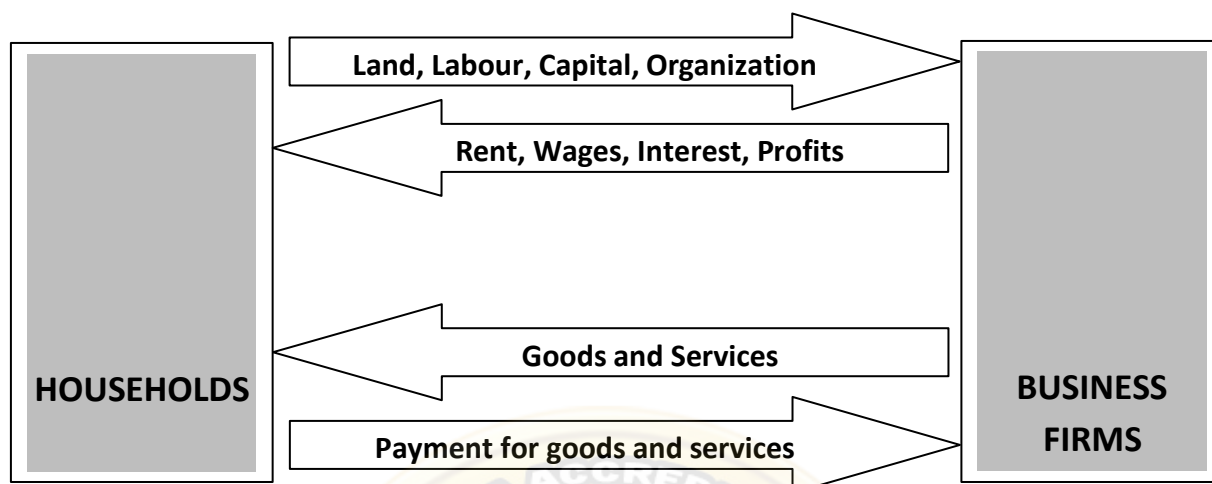 Land, Labour, Capital, Organization
Rent, Wages, Interest, Profits
Goods and Services
HOUSEHOLDS
BUSINESS
FIRMS
Payment for goods and services